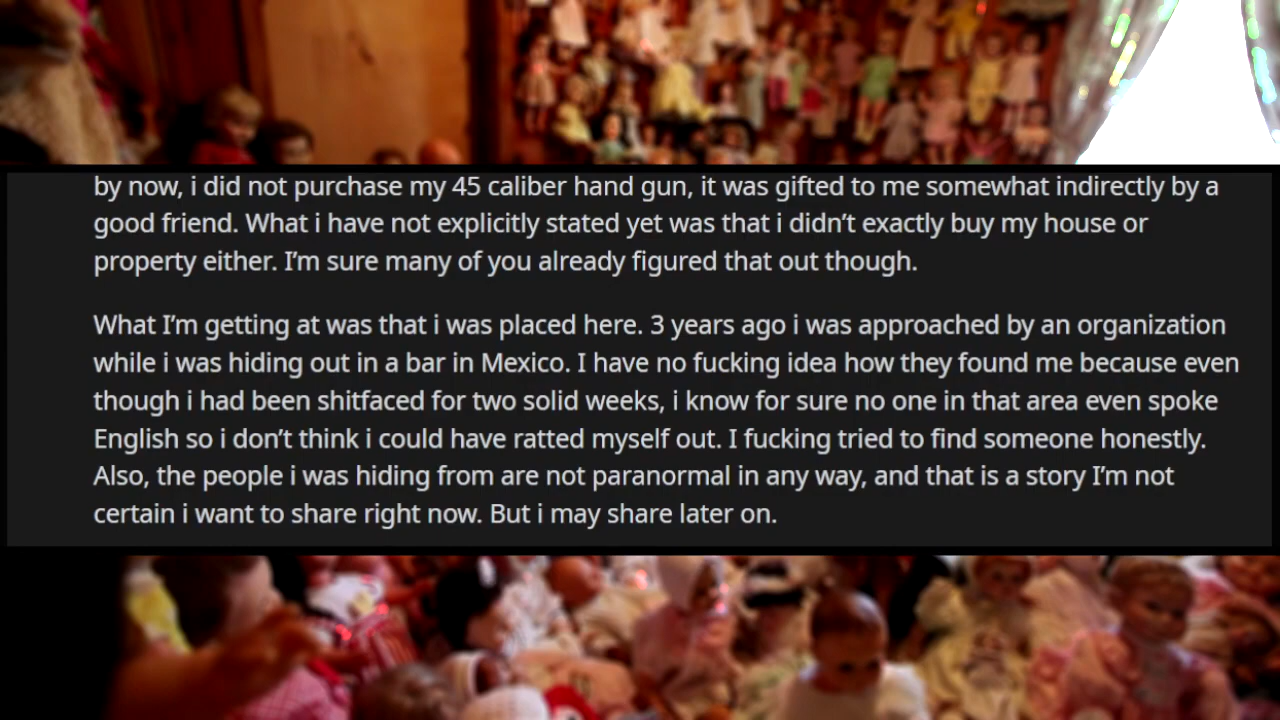 by now, i did not purchase my 45 caliber hand gun, it was gifted to me somewhat indirectly by a
good friend. What i have not explicitly stated yet was that i didn’t exactly buy my house or
property either. I’m sure many of you already figured that out though.
What I’m getting at was that i was placed here. 3 years ago i was approached by an organization
while i was hiding out in a bar in Mexico. I have no fucking idea how they found me because even
though i had been shitfaced for two solid weeks, i know for sure no one in that area even spoke
English so i don’t think i could have ratted myself out. I fucking tried to find someone honestly.
Also, the people i was hiding from are not paranormal in any way, and that is a story I’m not
certain i want to share right now. But i may share later on.